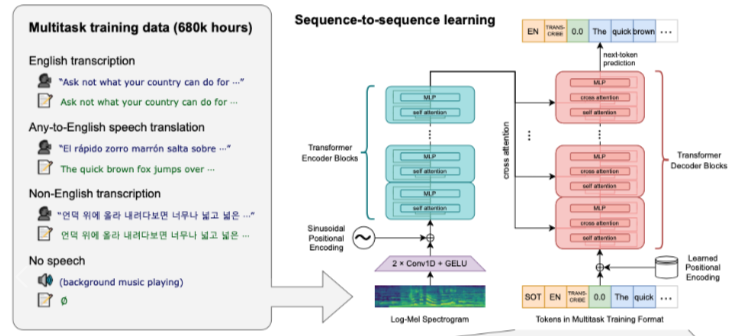 Multitask training data (680k hours)
English transcription
“Ask not what your country can do for ⋯”
Ask not what your country can do for ⋯
Any-to-English speech translation
“El rápido zorro marrón salta sobre ⋯”
The quick brown fox jumps over ⋯
Non-English transcription
“언덕 위에 올라 내려다보면 너무나 넓고 넓은 ⋯”
언덕 위에 올라 내려다보면 너무나 넓고 넓은 ⋯
No speech
(background music playing)
∅
Sequence-to-sequence learning
EN TRANS-CRIBE 0.0 The quick brown ⋯
next-token
prediction
MLP
self attention
⋮
MLP
self attention
MLP
self attention
Transformer
Encoder Blocks
Sinusoidal
Positional
Encoding
2 × Conv1D + GELU
Log-Mel Spectrogram
cross attention
⋮
MLP
cross attention
self attention
⋮
MLP
cross attention
self attention
MLP
cross attention
self attention
Transformer
Decoder Blocks
Learned
Positional
Encoding
SOT EN TRANS-CRIBE 0.0 The quick ⋯
Tokens in Multitask Training Format